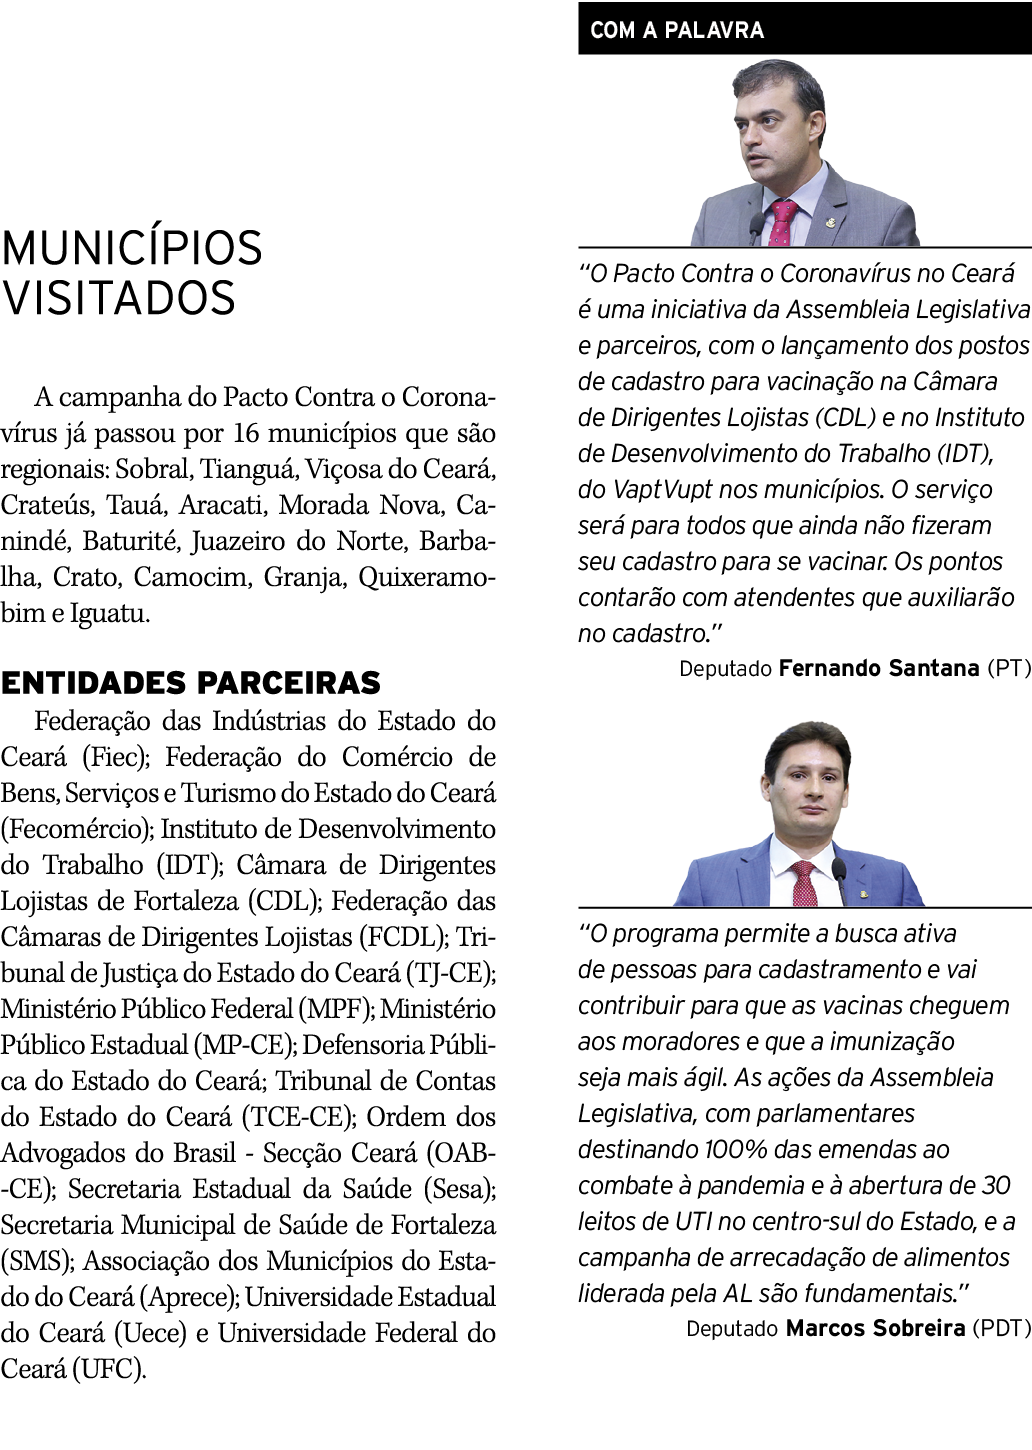 MUNICÍPIOS
VISITADOS
A campanha do Pacto Contra o Corona-
vírus já passou por 16 municípios que são
regionais: Sobral, Tianguá, Viçosa do Ceará,
Crateús, Tauá, Aracati, Morada Nova, Ca-
nindé, Baturité, Juazeiro do Norte, Barba-
lha, Crato, Camocim, Granja, Quixeramo-
bim e Iguatu.
ENTIDADES PARCEIRAS
Federação das Indústrias do Estado do
Ceará (Fiec); Federação do Comércio de
Bens, Serviços e Turismo do Estado do Ceará
(Fecomércio); Instituto de Desenvolvimento
do Trabalho (IDT); Câmara de Dirigentes
Lojistas de Fortaleza (CDL); Federação das
Câmaras de Dirigentes Lojistas (FCDL); Tri-
bunal de Justiça do Estado do Ceará (TJ-CE);
Ministério Público Federal (MPF); Ministério
Público Estadual (MP-CE); Defensoria Públi-
ca do Estado do Ceará; Tribunal de Contas
do Estado do Ceará (TCE-CE); Ordem dos
Advogados do Brasil - Secção Ceará (OAB-
-CE); Secretaria Estadual da Saúde (Sesa);
Secretaria Municipal de Saúde de Fortaleza
(SMS); Associação dos Municípios do Esta-
do do Ceará (Aprece); Universidade Estadual
do Ceará (Uece) e Universidade Federal do
Ceará (UFC).
COM A PALAVRA
“O Pacto Contra o Coronavírus no Ceará
é uma iniciativa da Assembleia Legislativa
e parceiros, com o lançamento dos postos
de cadastro para vacinação na Câmara
de Dirigentes Lojistas (CDL) e no Instituto
de Desenvolvimento do Trabalho (IDT),
do VaptVupt nos municípios. O serviço
será para todos que ainda não fizeram
seu cadastro para se vacinar. Os pontos
contarão com atendentes que auxiliarão
no cadastro.”
Deputado Fernando Santana (PT)
“O programa permite a busca ativa
de pessoas para cadastramento e vai
contribuir para que as vacinas cheguem
aos moradores e que a imunização
seja mais ágil. As ações da Assembleia
Legislativa, com parlamentares
destinando 100% das emendas ao
combate à pandemia e à abertura de 30
leitos de UTI no centro-sul do Estado, e a
campanha de arrecadação de alimentos
liderada pela AL são fundamentais.”
Deputado Marcos Sobreira (PDT)